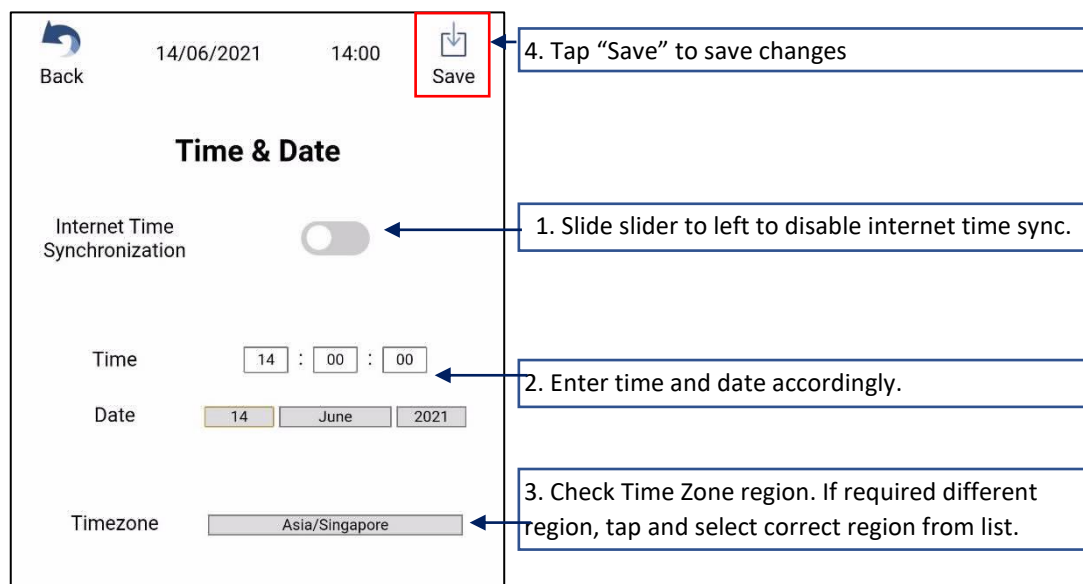 14/06/2021 14:00
Back Save
4. Tap “Save” to save changes
Time & Date
Internet Time
Synchronization
1. Slide slider to left to disable internet time sync.
Time 14 : 00 : 00
2. Enter time and date accordingly.
Date 14 June 2021
3. Check Time Zone region. If required different
region, tap and select correct region from list.
Timezone Asia/Singapore